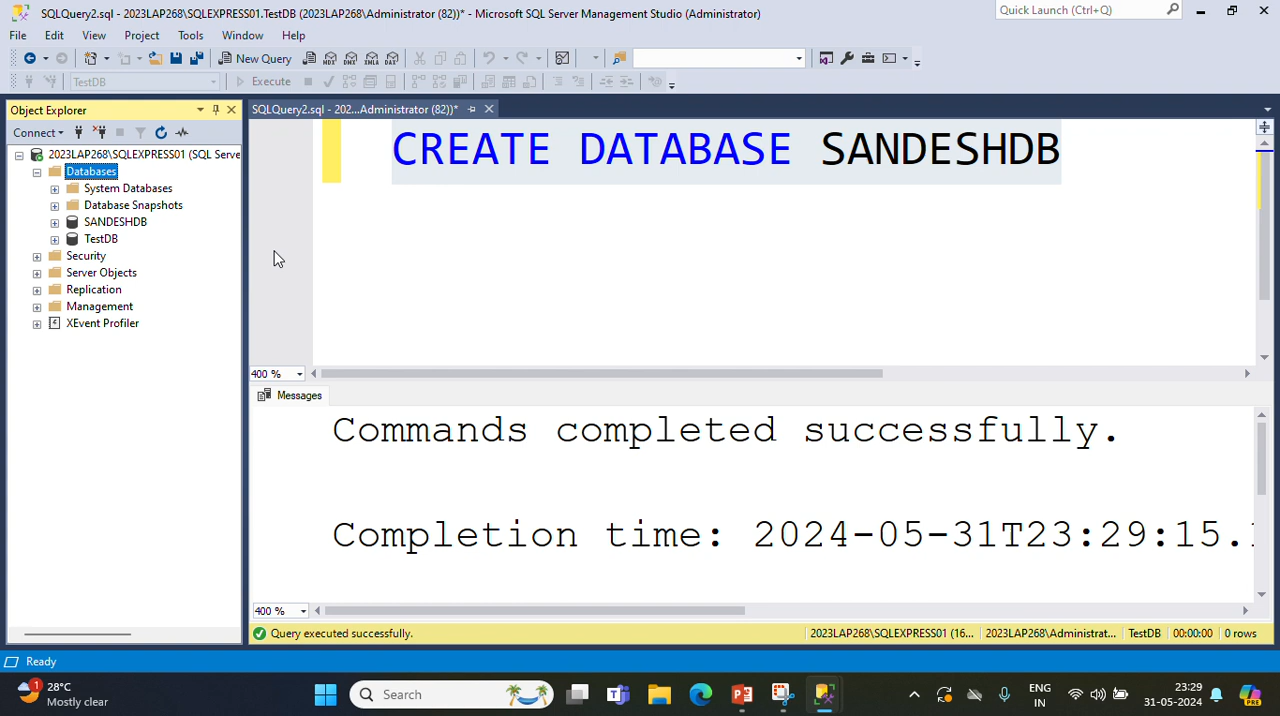 SQLQuery2.sql - 2023LAP268\SQLEXPRESS01.TestDB (2023LAP268\Administrator (82))* - Microsoft SQL Server Management Studio (Administrator)
Quick Launch (Ctrl+Q)
File Edit View Project Tools Window Help
New Query
TestDB
Execute
Object Explorer
SQLQuery2.sql - 202...Administrator (82))*
Connect
2023LAP268\SQLEXPRESS01 (SQL Serve
Databases
System Databases
Database Snapshots
SANDESHDB
TestDB
Security
Server Objects
Replication
Management
XEvent Profiler
CREATE DATABASE SANDESHDB
400 %
Messages
Commands completed successfully.
Completion time: 2024-05-31T23:29:15.
400 %
Query executed successfully.
2023LAP268\SQLEXPRESS01 (16... 2023LAP268\Administrat... TestDB 00:00:00 0 rows
Ready
1
28°C
Mostly clear
Search
ENG
IN
23:29
31-05-2024